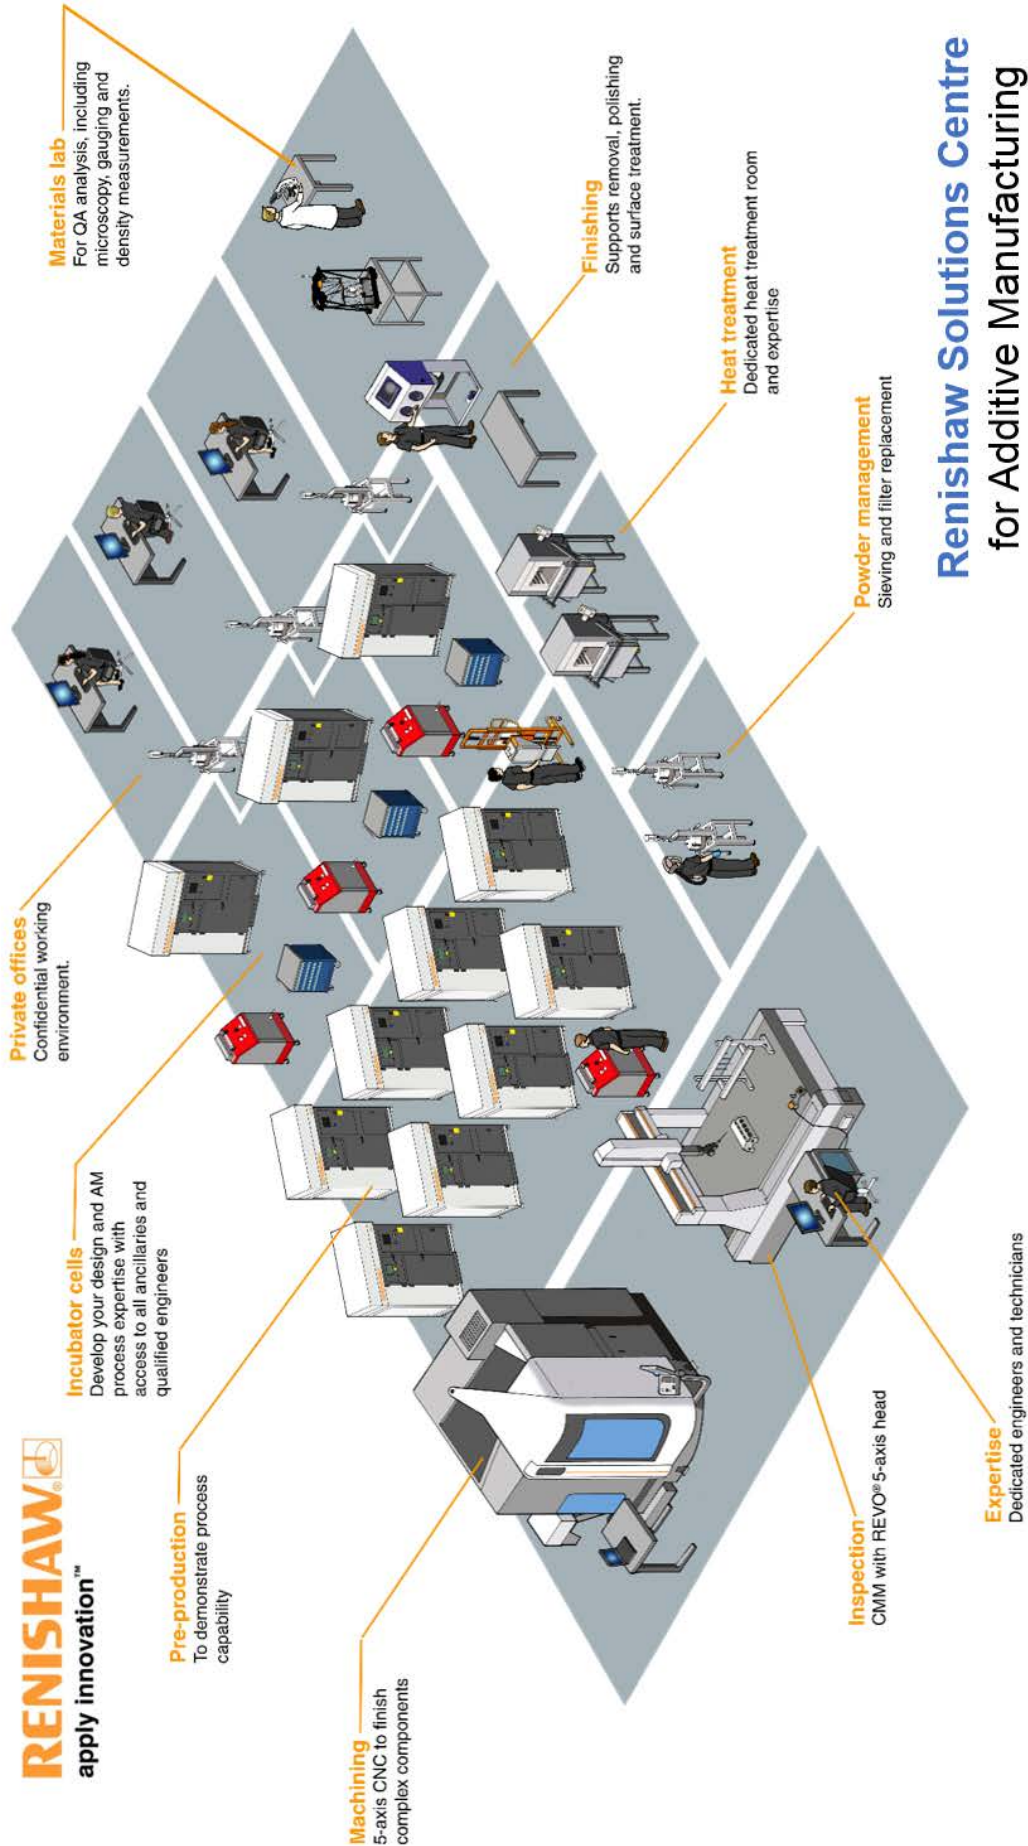 RENISHAW
apply innovation™
Materials lab
For QA analysis, including
microscopy, gauging and
density measurements.
Private offices
Confidential working
environment.
Incubator cells
Develop your design and AM
process expertise with
access to all ancillaries and
qualified engineers
Pre-production
To demonstrate process
capability
Machining
5-axis CNC to finish
complex components
Finishing
Supports removal, polishing
and surface treatment.
Heat treatment
Dedicated heat treatment room
and expertise
Powder management
Sieving and filter replacement
Inspection
CMM with REVO® 5-axis head
Expertise
Dedicated engineers and technicians
Renishaw Solutions Centre
for Additive Manufacturing